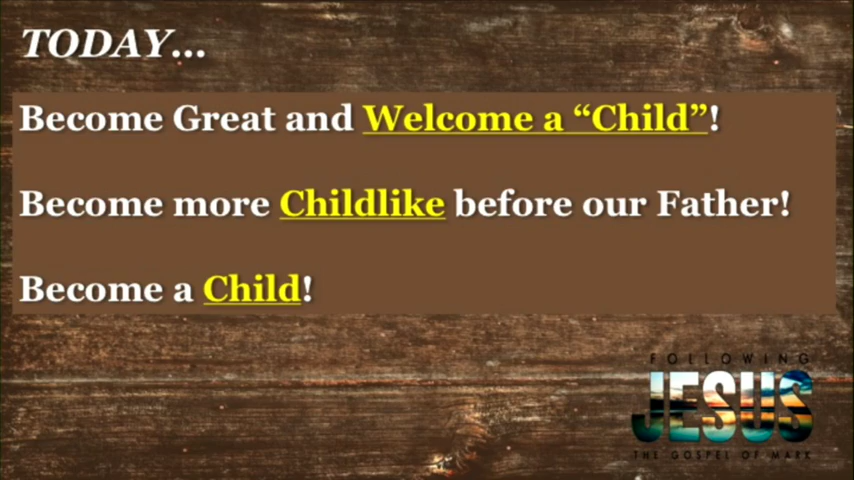 TODAY...
Become Great and Welcome a “Child”!
Become more Childlike before our Father!
Become a Child!
FOLLOWING
JESUS
THE GOSPEL OF MARK